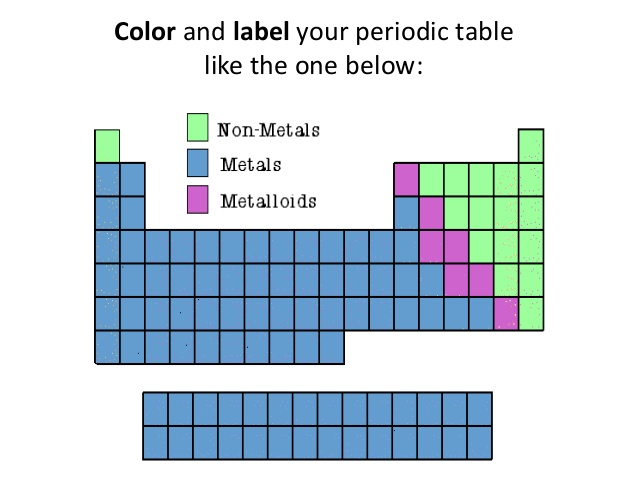 Color and label your periodic table
like the one below:
Non-Metals
Metals
Metalloids